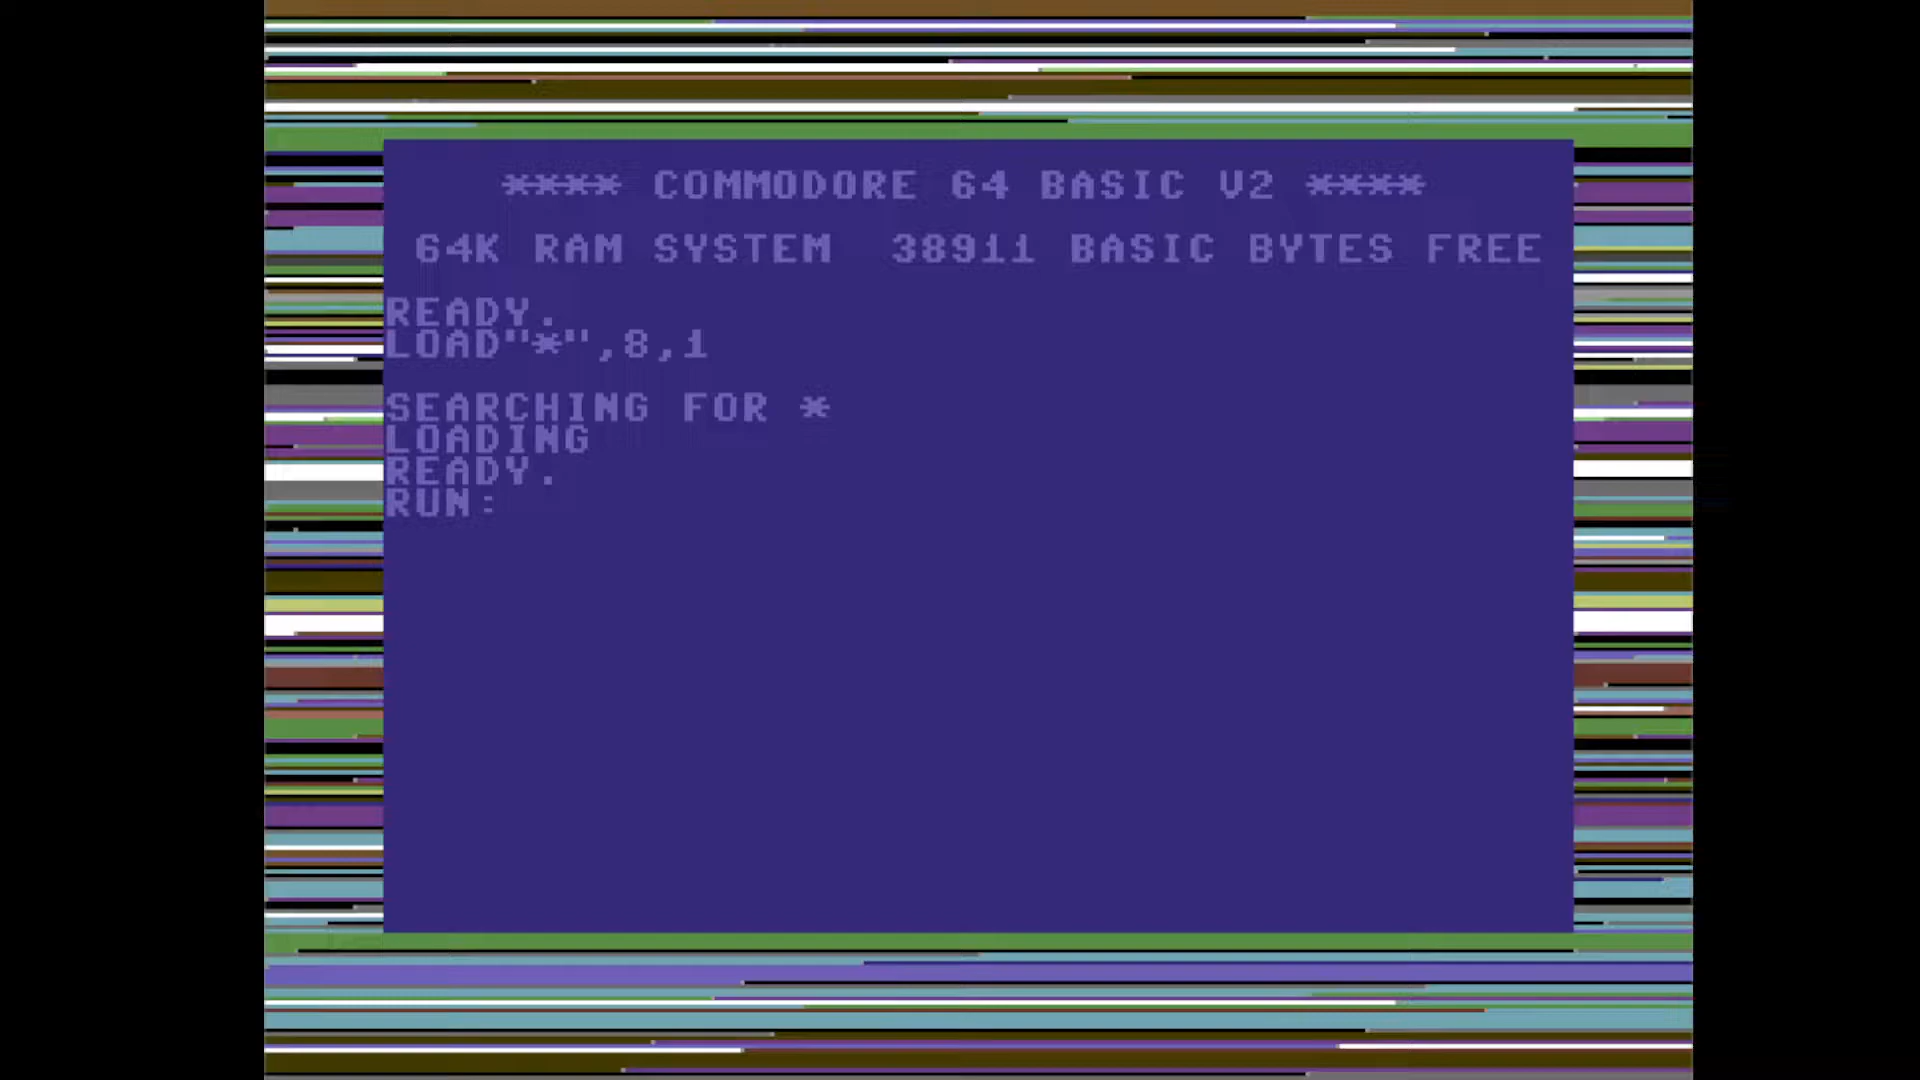 **** COMMODORE 64 BASIC V2 ****
64K RAM SYSTEM  38911 BASIC BYTES FREE
READY.
LOAD"*",8,1
SEARCHING FOR *
LOADING
READY.
RUN: